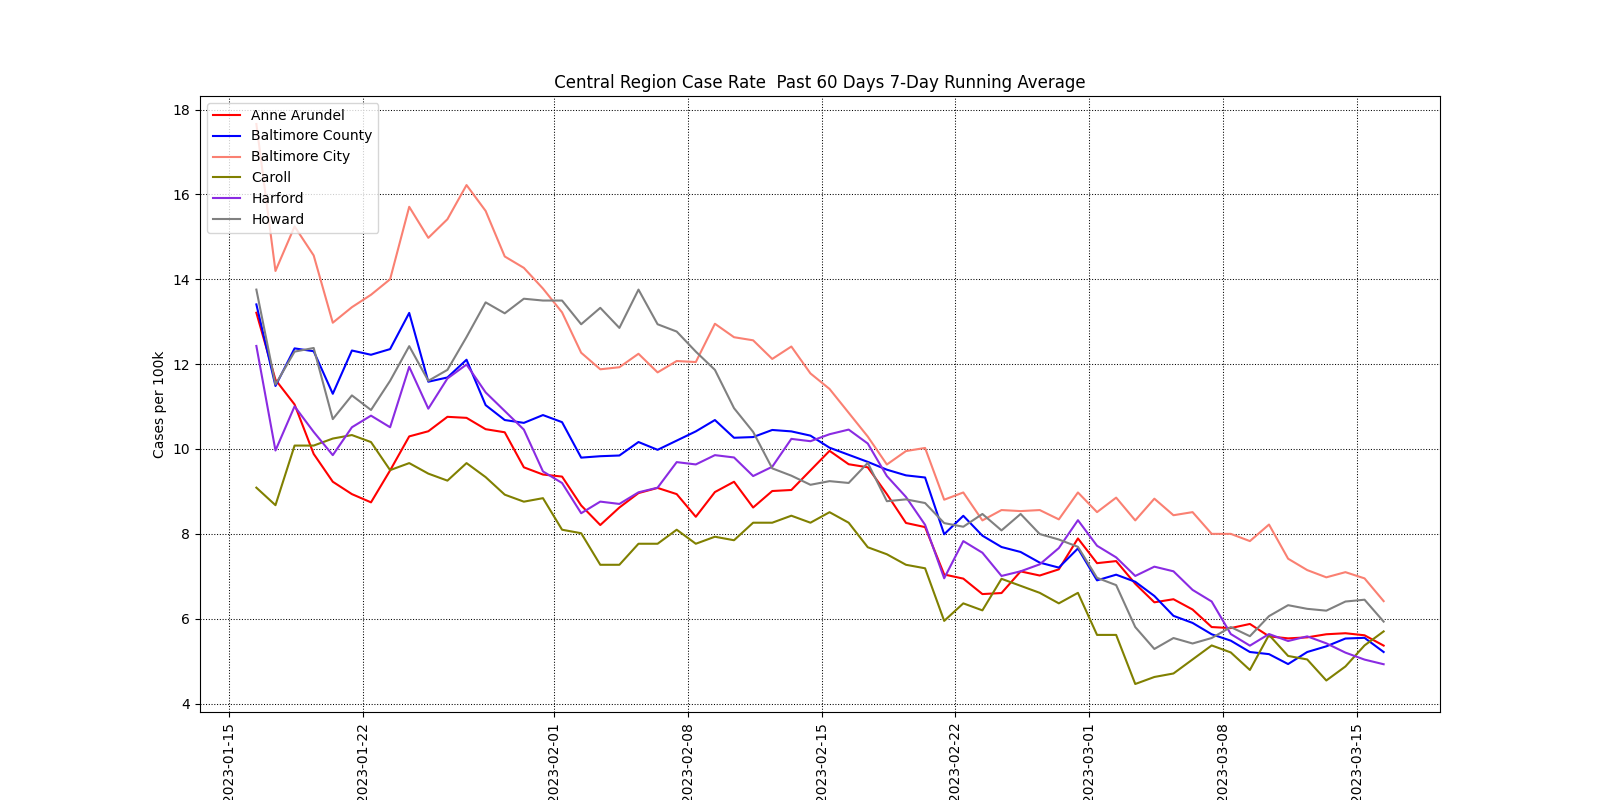 Central Region Case Rate  Past 60 Days 7-Day Running Average
Cases per 100k
18
16
14
12
10
8
6
4
Anne Arundel
Baltimore County
Baltimore City
Caroll
Harford
Howard
2023-01-15
2023-01-22
2023-02-01
2023-02-08
2023-02-15
2023-02-22
2023-03-01
2023-03-08
2023-03-15